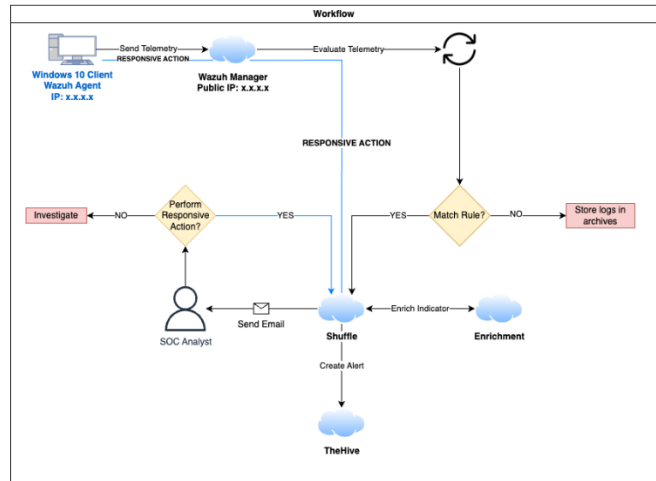 Workflow
Send Telemetry
Evaluate Telemetry
RESPONSIVE ACTION
Windows 10 Client
Wazuh Agent
IP: x.x.x.x
Wazuh Manager
Public IP: x.x.x.x
RESPONSIVE ACTION
Perform
Responsive
Action?
Investigate
NO
YES
YES
Match Rule?
NO
Store logs in
archives
Send Email
SOC Analyst
Shuffle
Enrich Indicator
Enrichment
Create Alert
TheHive